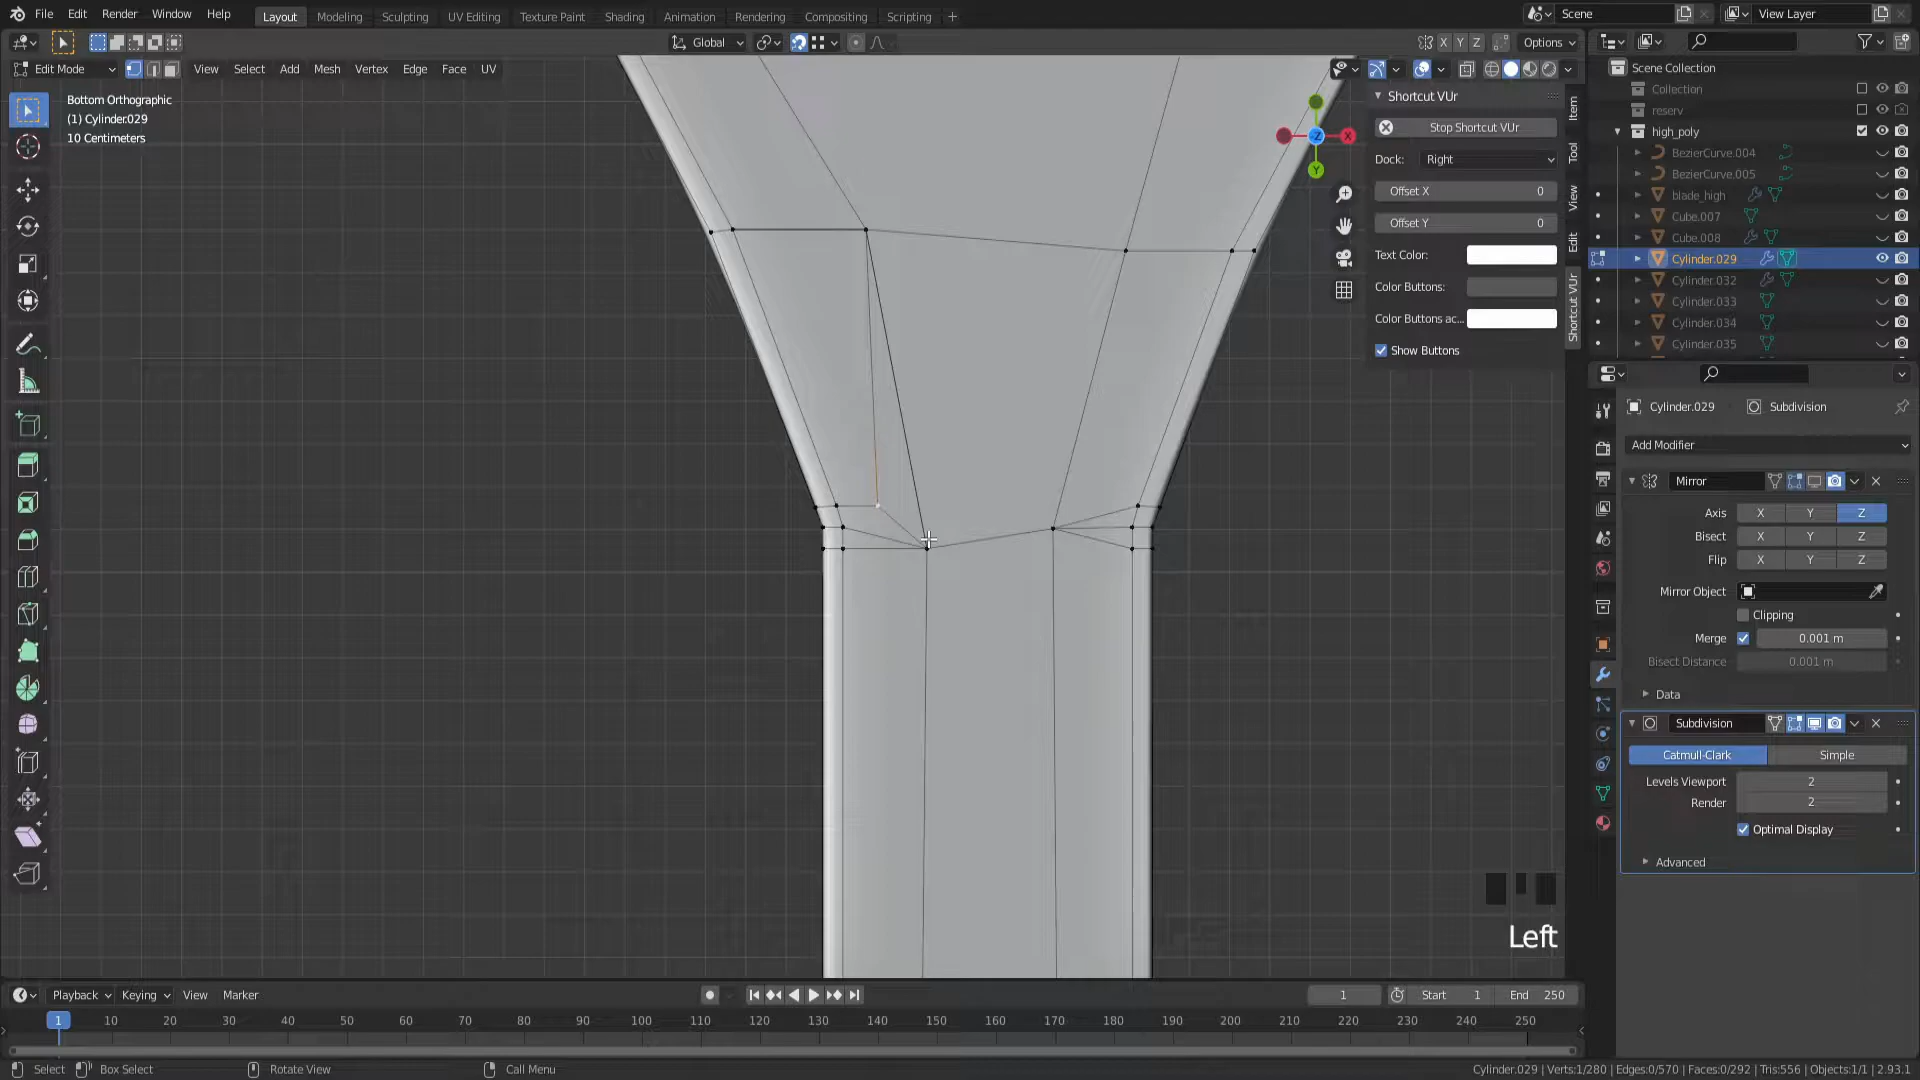 File Edit Render Window Help
Layout Modeling Sculpting UV Editing Texture Paint Shading Animation Rendering Compositing Scripting +
Scene
View Layer
Global
X Y Z
Options
Edit Mode View Select Add Mesh Vertex Edge Face UV
Bottom Orthographic
(1) Cylinder.029
10 Centimeters
Z
X
Y
Shortcut VUr
Stop Shortcut VUr
Dock: Right
Offset X 0
Offset Y 0
Text Color:
Color Buttons:
Color Buttons ac...
Show Buttons
Item
Tool
View
Edit
Shortcut VUr
Scene Collection
Collection
reserv
high_poly
BezierCurve.004
BezierCurve.005
blade_high
Cube.007
Cube.008
Cylinder.029
Cylinder.032
Cylinder.033
Cylinder.034
Cylinder.035
Cylinder.029 Subdivision
Add Modifier
Mirror
Axis X Y Z
Bisect X Y Z
Flip X Y Z
Mirror Object
Clipping
Merge 0.001 m
Bisect Distance 0.001 m
Data
Subdivision
Catmull-Clark Simple
Levels Viewport 2
Render 2
Optimal Display
Advanced
Left
Playback Keying View Marker
1 Start 1 End 250
1 10 20 30 40 50 60 70 80 90 100 110 120 130 140 150 160 170 180 190 200 210 220 230 240 250
Select Box Select Rotate View Call Menu
Cylinder.029 | Verts:1/280 | Edges:0/570 | Faces:0/292 | Tris:556 | Objects:1/1 | 2.93.1